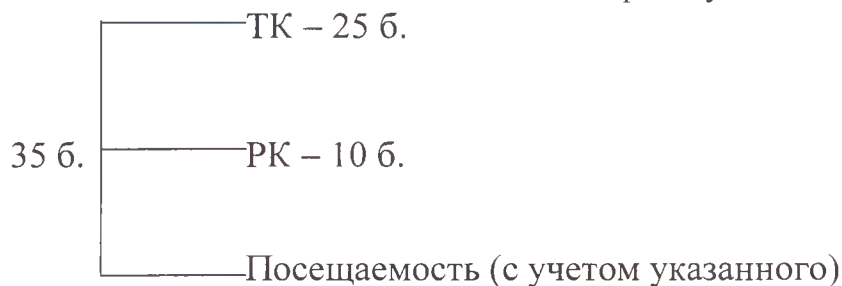 ТК – 25 б.
35 б.
РК – 10 б.
Посещаемость (с учетом указанного)